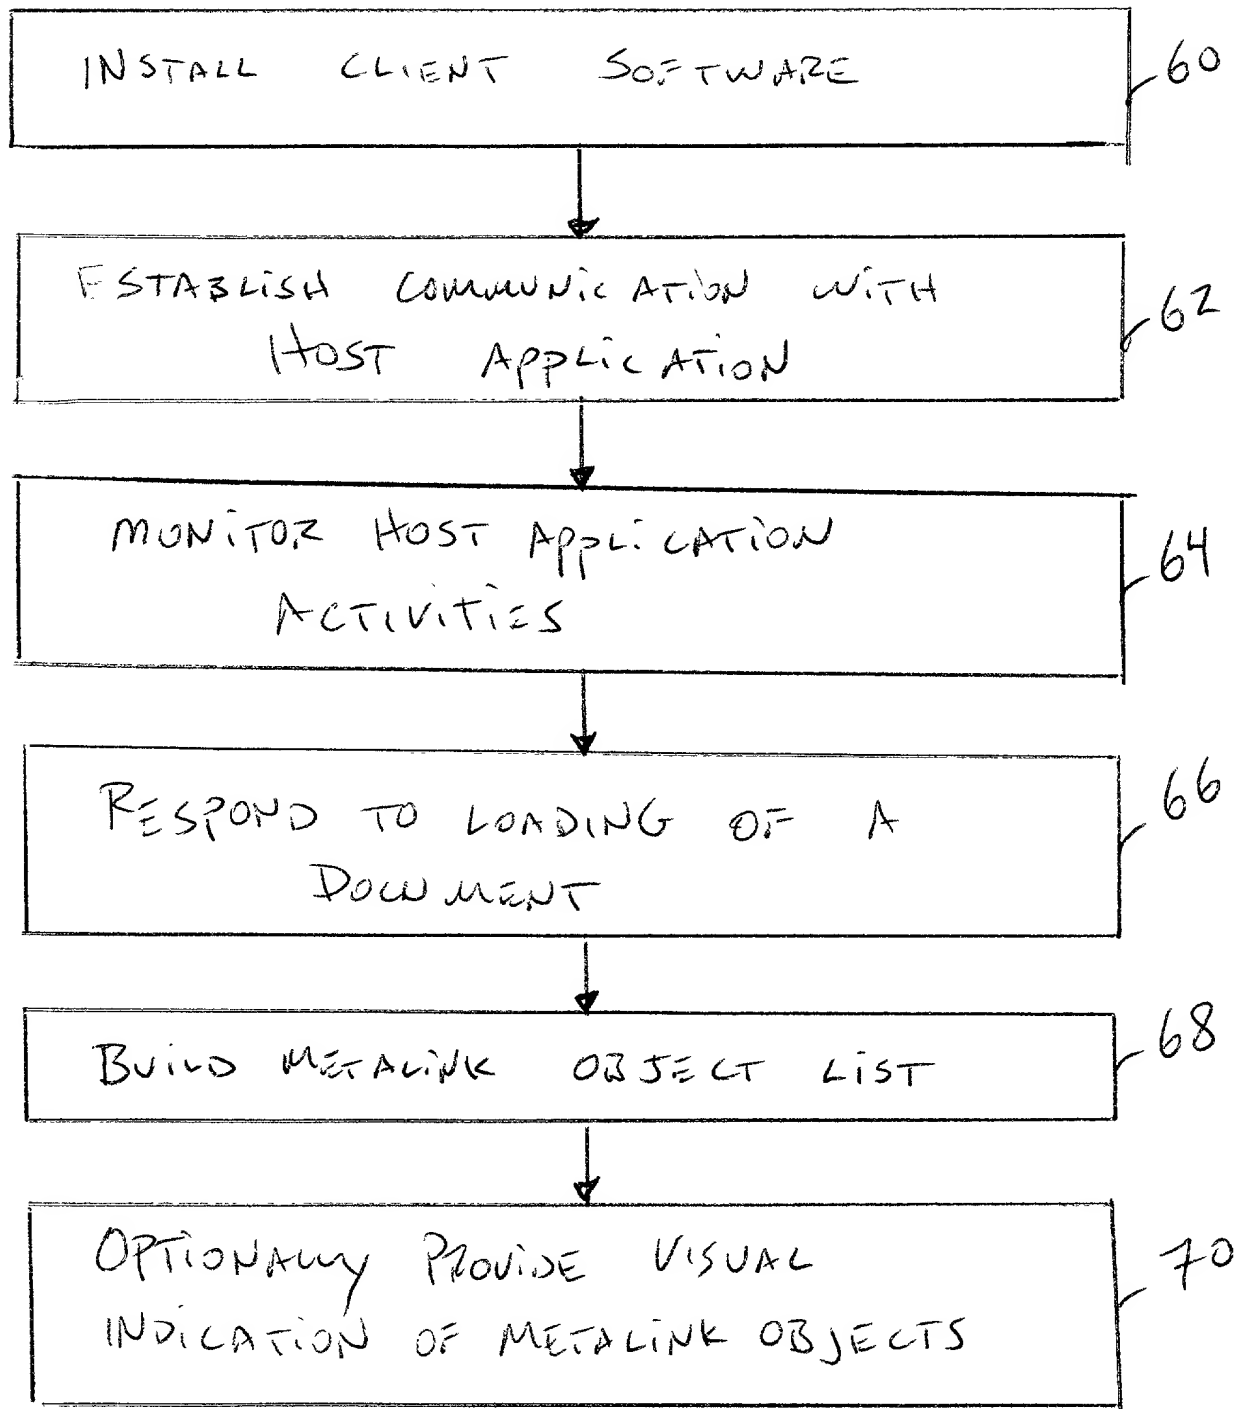 INSTALL CLIENT SOFTWARE
60
ESTABLISH COMMUNICATION WITH
HOST APPLICATION
62
MONITOR HOST APPLICATION
ACTIVITIES
64
RESPOND TO LOADING OF A
DOCUMENT
66
BUILD METALINK OBJECT LIST
68
OPTIONALLY PROVIDE VISUAL
INDICATION OF METALINK OBJECTS
70